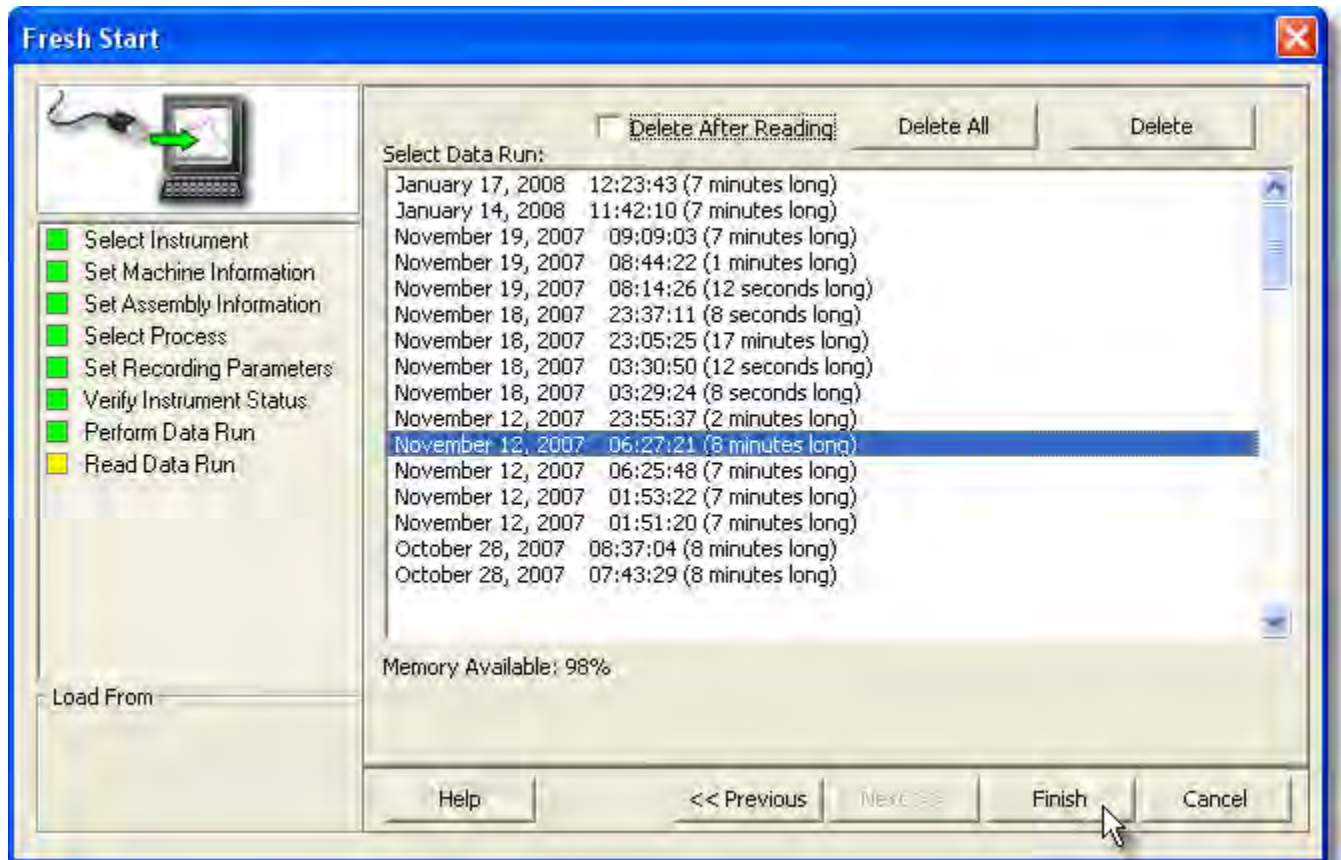 Fresh Start
Delete After Reading
Delete All
Delete
Select Data Run:
January 17, 2008 12:23:43 (7 minutes long)
January 14, 2008 11:42:10 (7 minutes long)
November 19, 2007 09:09:03 (7 minutes long)
November 19, 2007 08:44:22 (1 minutes long)
November 19, 2007 08:14:26 (12 seconds long)
November 18, 2007 23:37:11 (8 seconds long)
November 18, 2007 23:05:25 (17 minutes long)
November 18, 2007 03:30:50 (12 seconds long)
November 18, 2007 03:29:24 (8 seconds long)
November 12, 2007 23:55:37 (2 minutes long)
November 12, 2007 06:27:21 (8 minutes long)
November 12, 2007 06:25:48 (7 minutes long)
November 12, 2007 01:53:22 (7 minutes long)
November 12, 2007 01:51:20 (7 minutes long)
October 28, 2007 08:37:04 (8 minutes long)
October 28, 2007 07:43:29 (8 minutes long)
Memory Available: 98%
Select Instrument
Set Machine Information
Set Assembly Information
Select Process
Set Recording Parameters
Verify Instrument Status
Perform Data Run
Read Data Run
Load From
Help
<< Previous
Next >>
Finish
Cancel